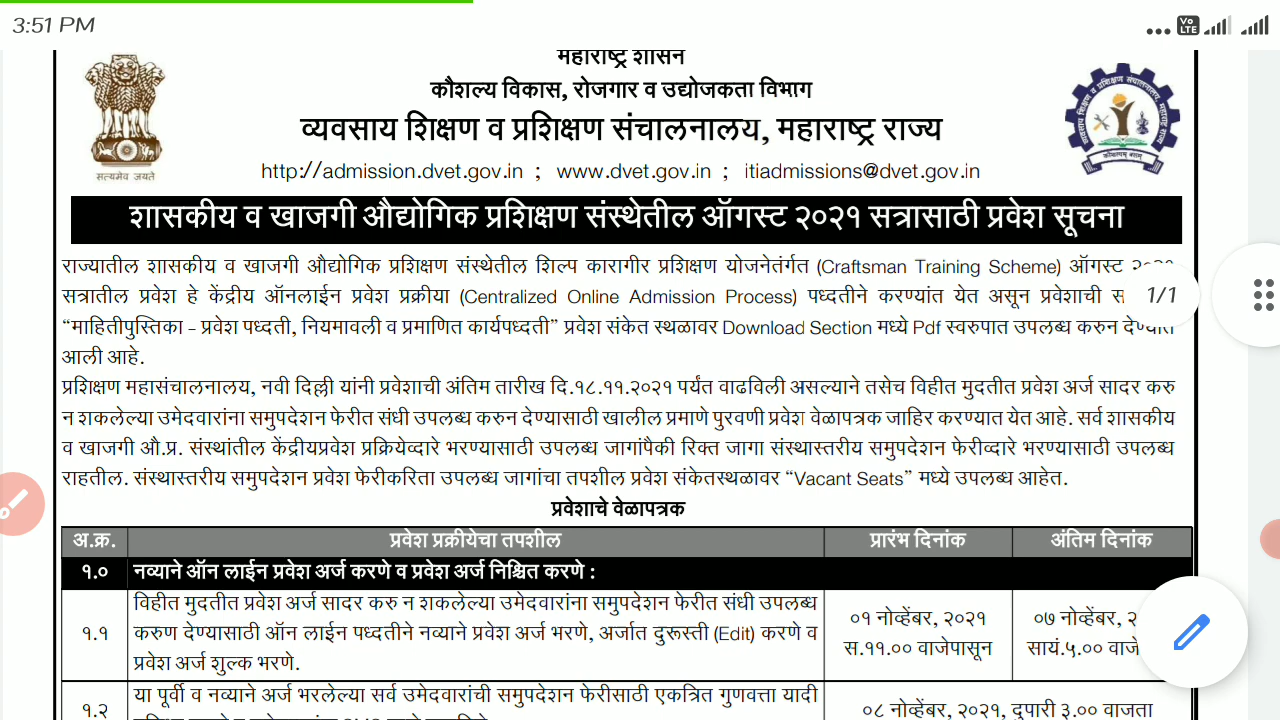 3:51 PM
Vo LTE
महाराष्ट्र शासन
कौशल्य विकास, रोजगार व उद्योजकता विभाग
व्यवसाय शिक्षण व प्रशिक्षण संचालनालय, महाराष्ट्र राज्य
http://admission.dvet.gov.in ; www.dvet.gov.in ; itiadmissions@dvet.gov.in
सत्यमेव जयते
शासकीय व खाजगी औद्योगिक प्रशिक्षण संस्थेतील ऑगस्ट २०२१ सत्रासाठी प्रवेश सूचना
राज्यातील शासकीय व खाजगी औद्योगिक प्रशिक्षण संस्थेतील शिल्प कारागीर प्रशिक्षण योजनेतंर्गत (Craftsman Training Scheme) ऑगस्ट
सत्रातील प्रवेश हे केंद्रीय ऑनलाईन प्रवेश प्रक्रीया (Centralized Online Admission Process) पध्दतीने करण्यांत येत असून प्रवेशाची
1/1
“माहितीपुस्तिका – प्रवेश पध्दती, नियमावली व प्रमाणित कार्यपध्दती” प्रवेश संकेत स्थळावर Download Section मध्ये Pdf स्वरुपात उपलब्ध करुन देण्यात
आली आहे.
प्रशिक्षण महासंचालनालय, नवी दिल्ली यांनी प्रवेशाची अंतिम तारीख दि.१८.११.२०२१ पर्यंत वाढविली असल्याने तसेच विहीत मुदतीत प्रवेश अर्ज सादर करु
न शकलेल्या उमेदवारांना समुपदेशन फेरीत संधी उपलब्ध करुन देण्यासाठी खालील प्रमाणे पुरवणी प्रवेश वेळापत्रक जाहिर करण्यात येत आहे. सर्व शासकीय
व खाजगी औ.प्र. संस्थांतील केंद्रीयप्रवेश प्रक्रियेव्दारे भरण्यासाठी उपलब्ध जागांपैकी रिक्त जागा संस्थास्तरीय समुपदेशन फेरीव्दारे भरण्यासाठी उपलब्ध
राहतील. संस्थास्तरीय समुपदेशन प्रवेश फेरीकरिता उपलब्ध जागांचा तपशील प्रवेश संकेतस्थळावर “Vacant Seats” मध्ये उपलब्ध आहेत.
प्रवेशाचे वेळापत्रक
अ.क्र. प्रवेश प्रक्रीयेचा तपशील प्रारंभ दिनांक अंतिम दिनांक
१.० नव्याने ऑन लाईन प्रवेश अर्ज करणे व प्रवेश अर्ज निश्चित करणे :
विहीत मुदतीत प्रवेश अर्ज सादर करु न शकलेल्या उमेदवारांना समुपदेशन फेरीत संधी उपलब्ध
१.१ करुण देण्यासाठी ऑन लाईन पध्दतीने नव्याने प्रवेश अर्ज भरणे, अर्जात दुरूस्ती (Edit) करणे व
प्रवेश अर्ज शुल्क भरणे.
०१ नोव्हेंबर, २०२१
स.११.०० वाजेपासून
०७ नोव्हेंबर,
सायं.५.००
१.२ या पूर्वी व नव्याने अर्ज भरलेल्या सर्व उमेदवारांची समुपदेशन फेरीसाठी एकत्रित गुणवत्ता यादी
०८ नोव्हेंबर, २०२१, दुपारी ३.०० वाजता